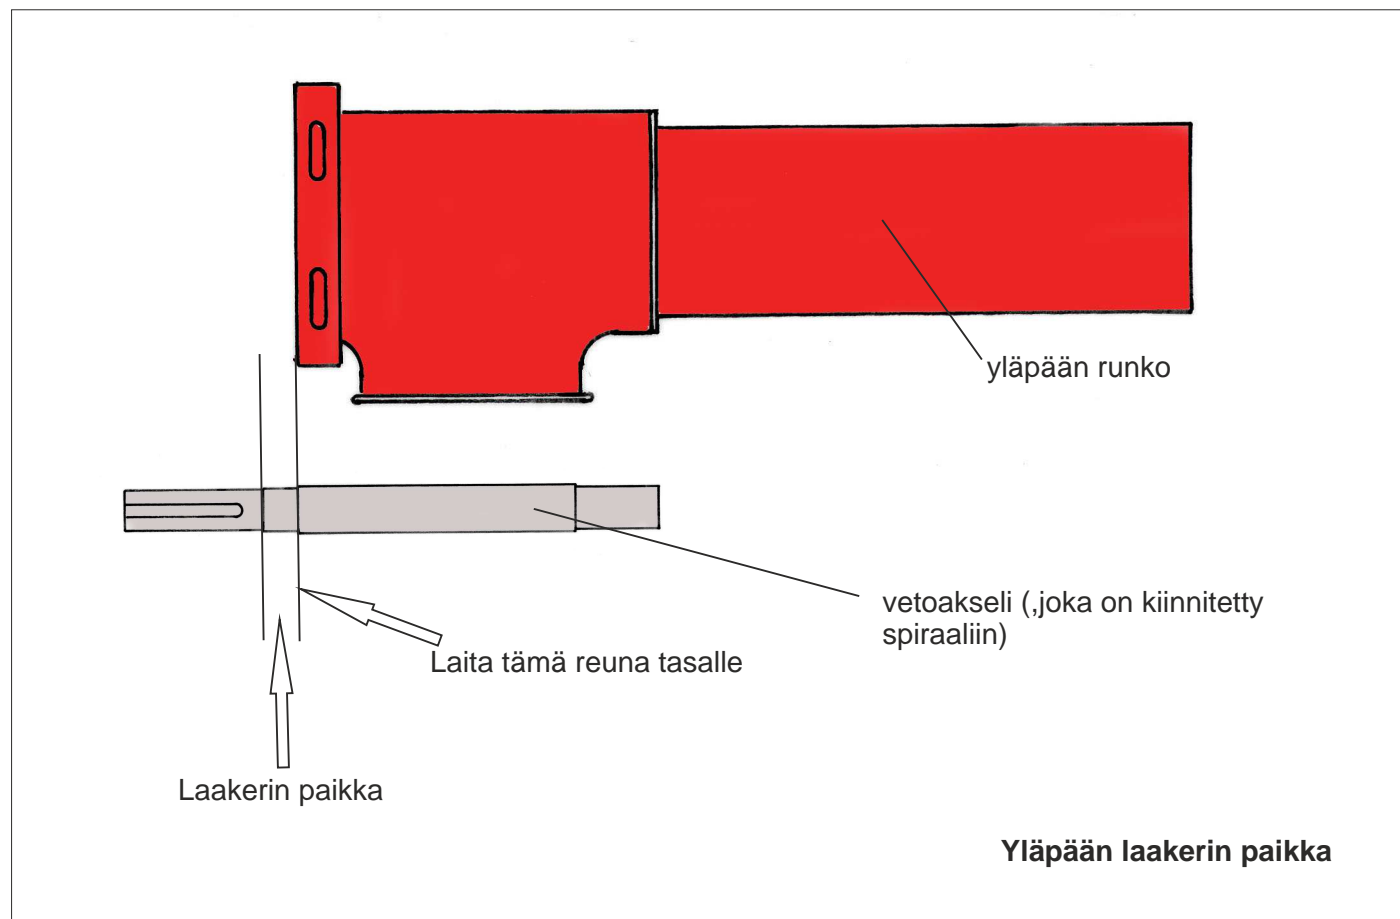 yläpään runko
vetoakseli (,joka on kiinnitetty
spiraaliin)
Laita tämä reuna tasalle
Laakerin paikka
Yläpään laakerin paikka